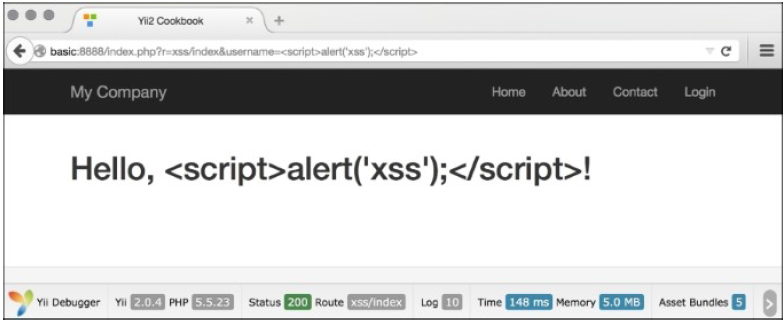 Yii2 Cookbook
basic:8888/index.php?r=xss/index&username=<script>alert('xss');</script>
My Company Home About Contact Login
Hello, <script>alert('xss');</script>!
Yii Debugger Yii 2.0.4 PHP 5.5.23 Status 200 Route xss/index Log 10 Time 148 ms Memory 5.0 MB Asset Bundles 5